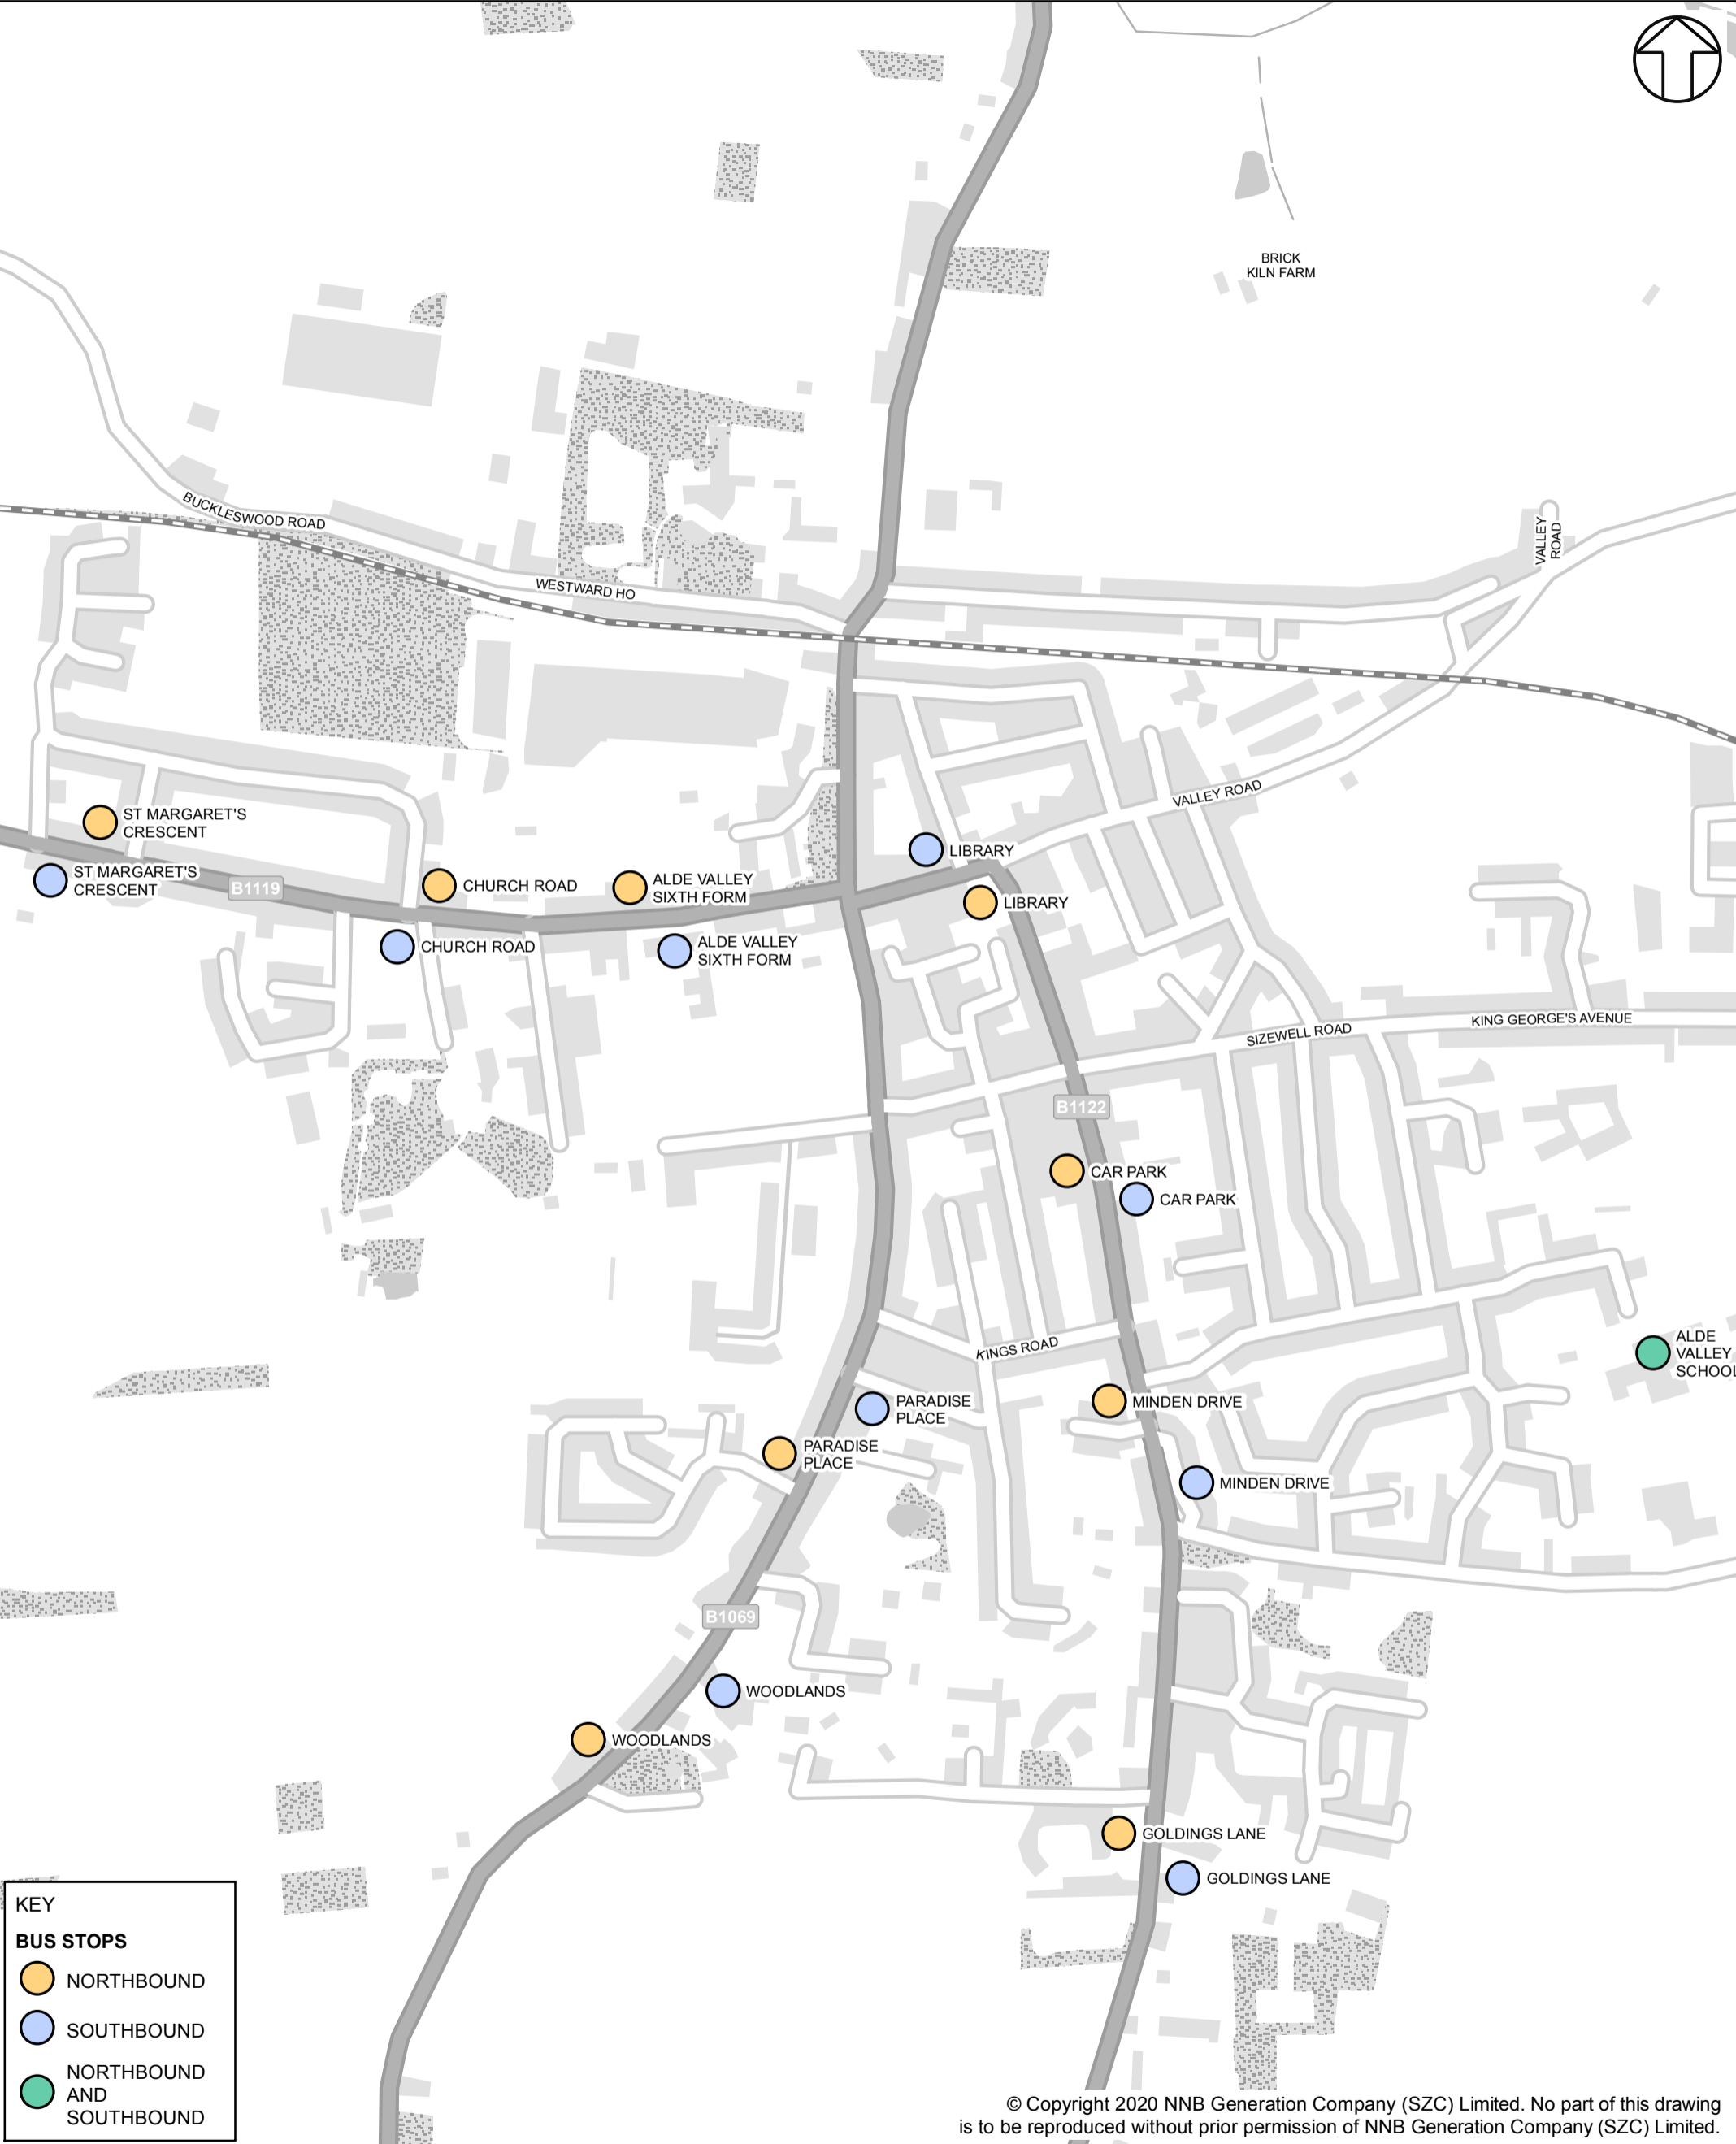 BRICK
KILN FARM
BUCKLESWOOD ROAD
VALLEY
ROAD
WESTWARD HO
VALLEY ROAD
ST MARGARET'S
CRESCENT
LIBRARY
ST MARGARET'S
CRESCENT
B1119
CHURCH ROAD
ALDE VALLEY
SIXTH FORM
LIBRARY
CHURCH ROAD
ALDE VALLEY
SIXTH FORM
KING GEORGE'S AVENUE
SIZEWELL ROAD
B1122
CAR PARK
CAR PARK
KINGS ROAD
ALDE
VALLEY
SCHOOL
PARADISE
PLACE
MINDEN DRIVE
PARADISE
PLACE
MINDEN DRIVE
B1069
WOODLANDS
WOODLANDS
GOLDINGS LANE
GOLDINGS LANE
KEY
BUS STOPS
NORTHBOUND
SOUTHBOUND
NORTHBOUND
AND
SOUTHBOUND
© Copyright 2020 NNB Generation Company (SZC) Limited. No part of this drawing
is to be reproduced without prior permission of NNB Generation Company (SZC) Limited.